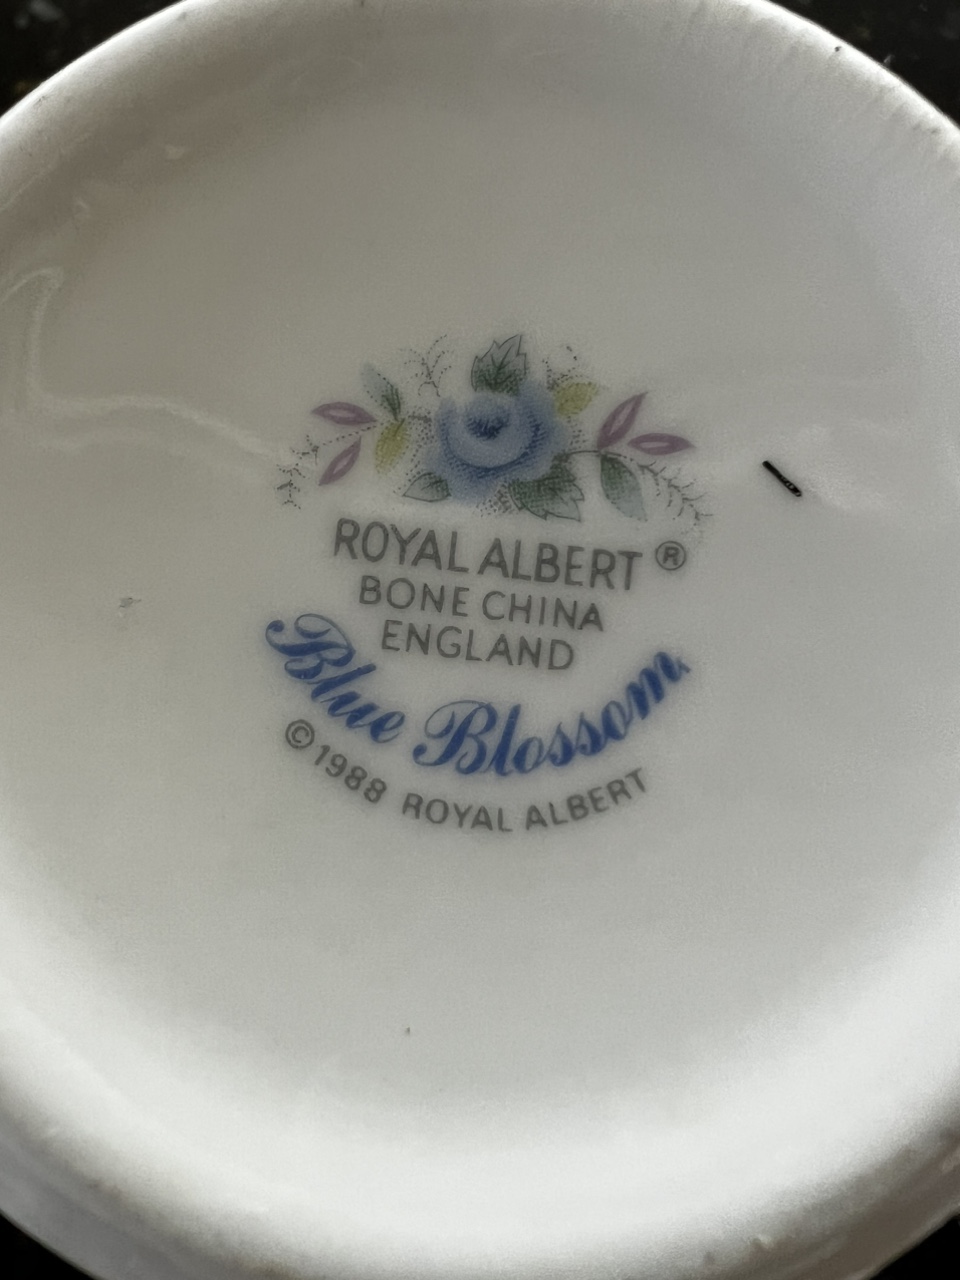 ROYAL ALBERT ®
BONE CHINA
ENGLAND
Blue Blossom
©1988 ROYAL ALBERT